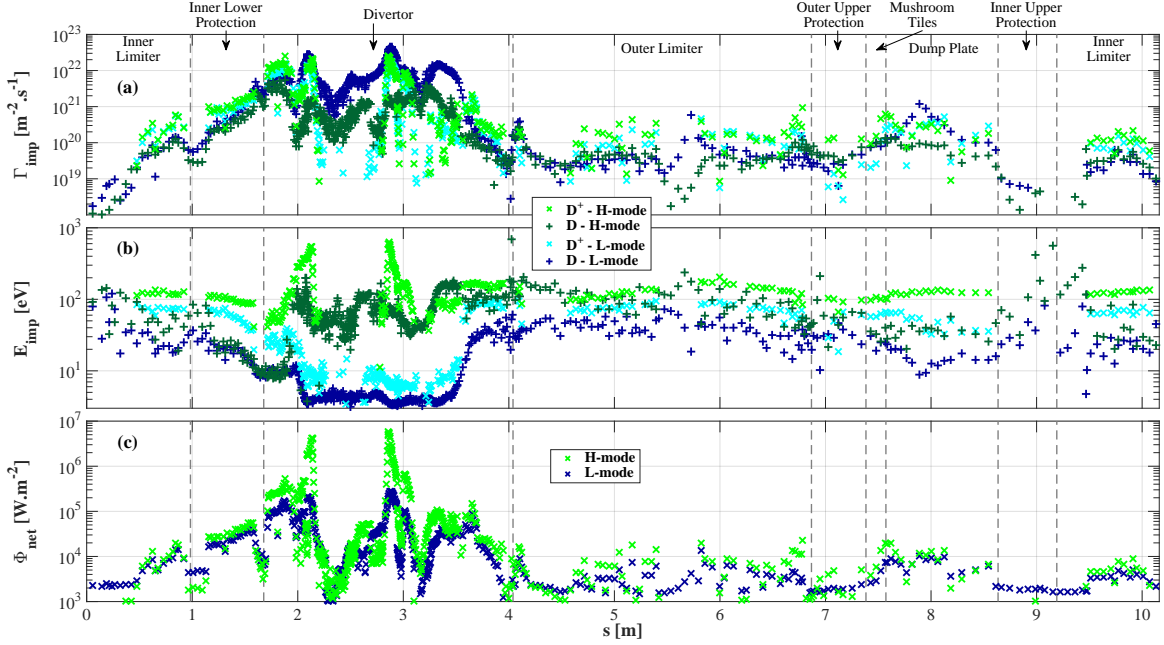 Inner Lower
Protection
Divertor
Outer Upper
Protection
Mushroom
Tiles
Inner Upper
Protection
Inner
Limiter
Outer Limiter
Dump Plate
Inner
Limiter
10^23
10^22
10^21
10^20
10^19
Γ_imp [m^-2.s^-1]
(a)
D^+ - H-mode
D - H-mode
D^+ - L-mode
D - L-mode
10^3
10^2
10^1
E_imp [eV]
(b)
10^7
10^6
10^5
10^4
10^3
Φ_net [W.m^-2]
(c)
H-mode
L-mode
0 1 2 3 4 5 6 7 8 9 10
s [m]